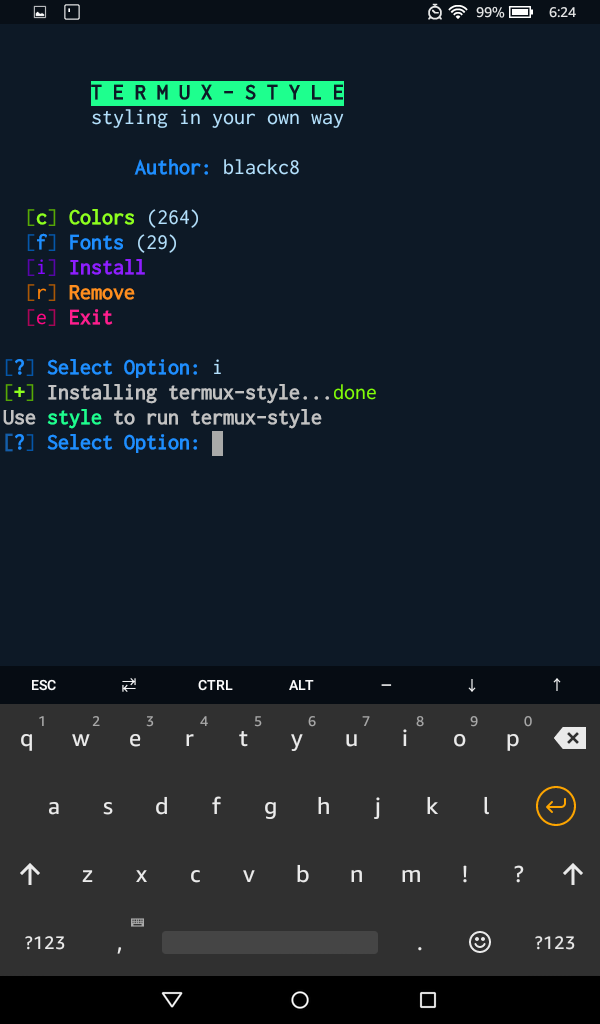 99% 6:24
T E R M U X - S T Y L E
styling in your own way
Author: blackc8
[c] Colors (264)
[f] Fonts (29)
[i] Install
[r] Remove
[e] Exit
[?] Select Option: i
[+] Installing termux-style...done
Use style to run termux-style
[?] Select Option:
ESC CTRL ALT – ↓ ↑
1 2 3 4 5 6 7 8 9 0
q w e r t y u i o p
a s d f g h j k l
z x c v b n m ! ?
?123 , . ?123